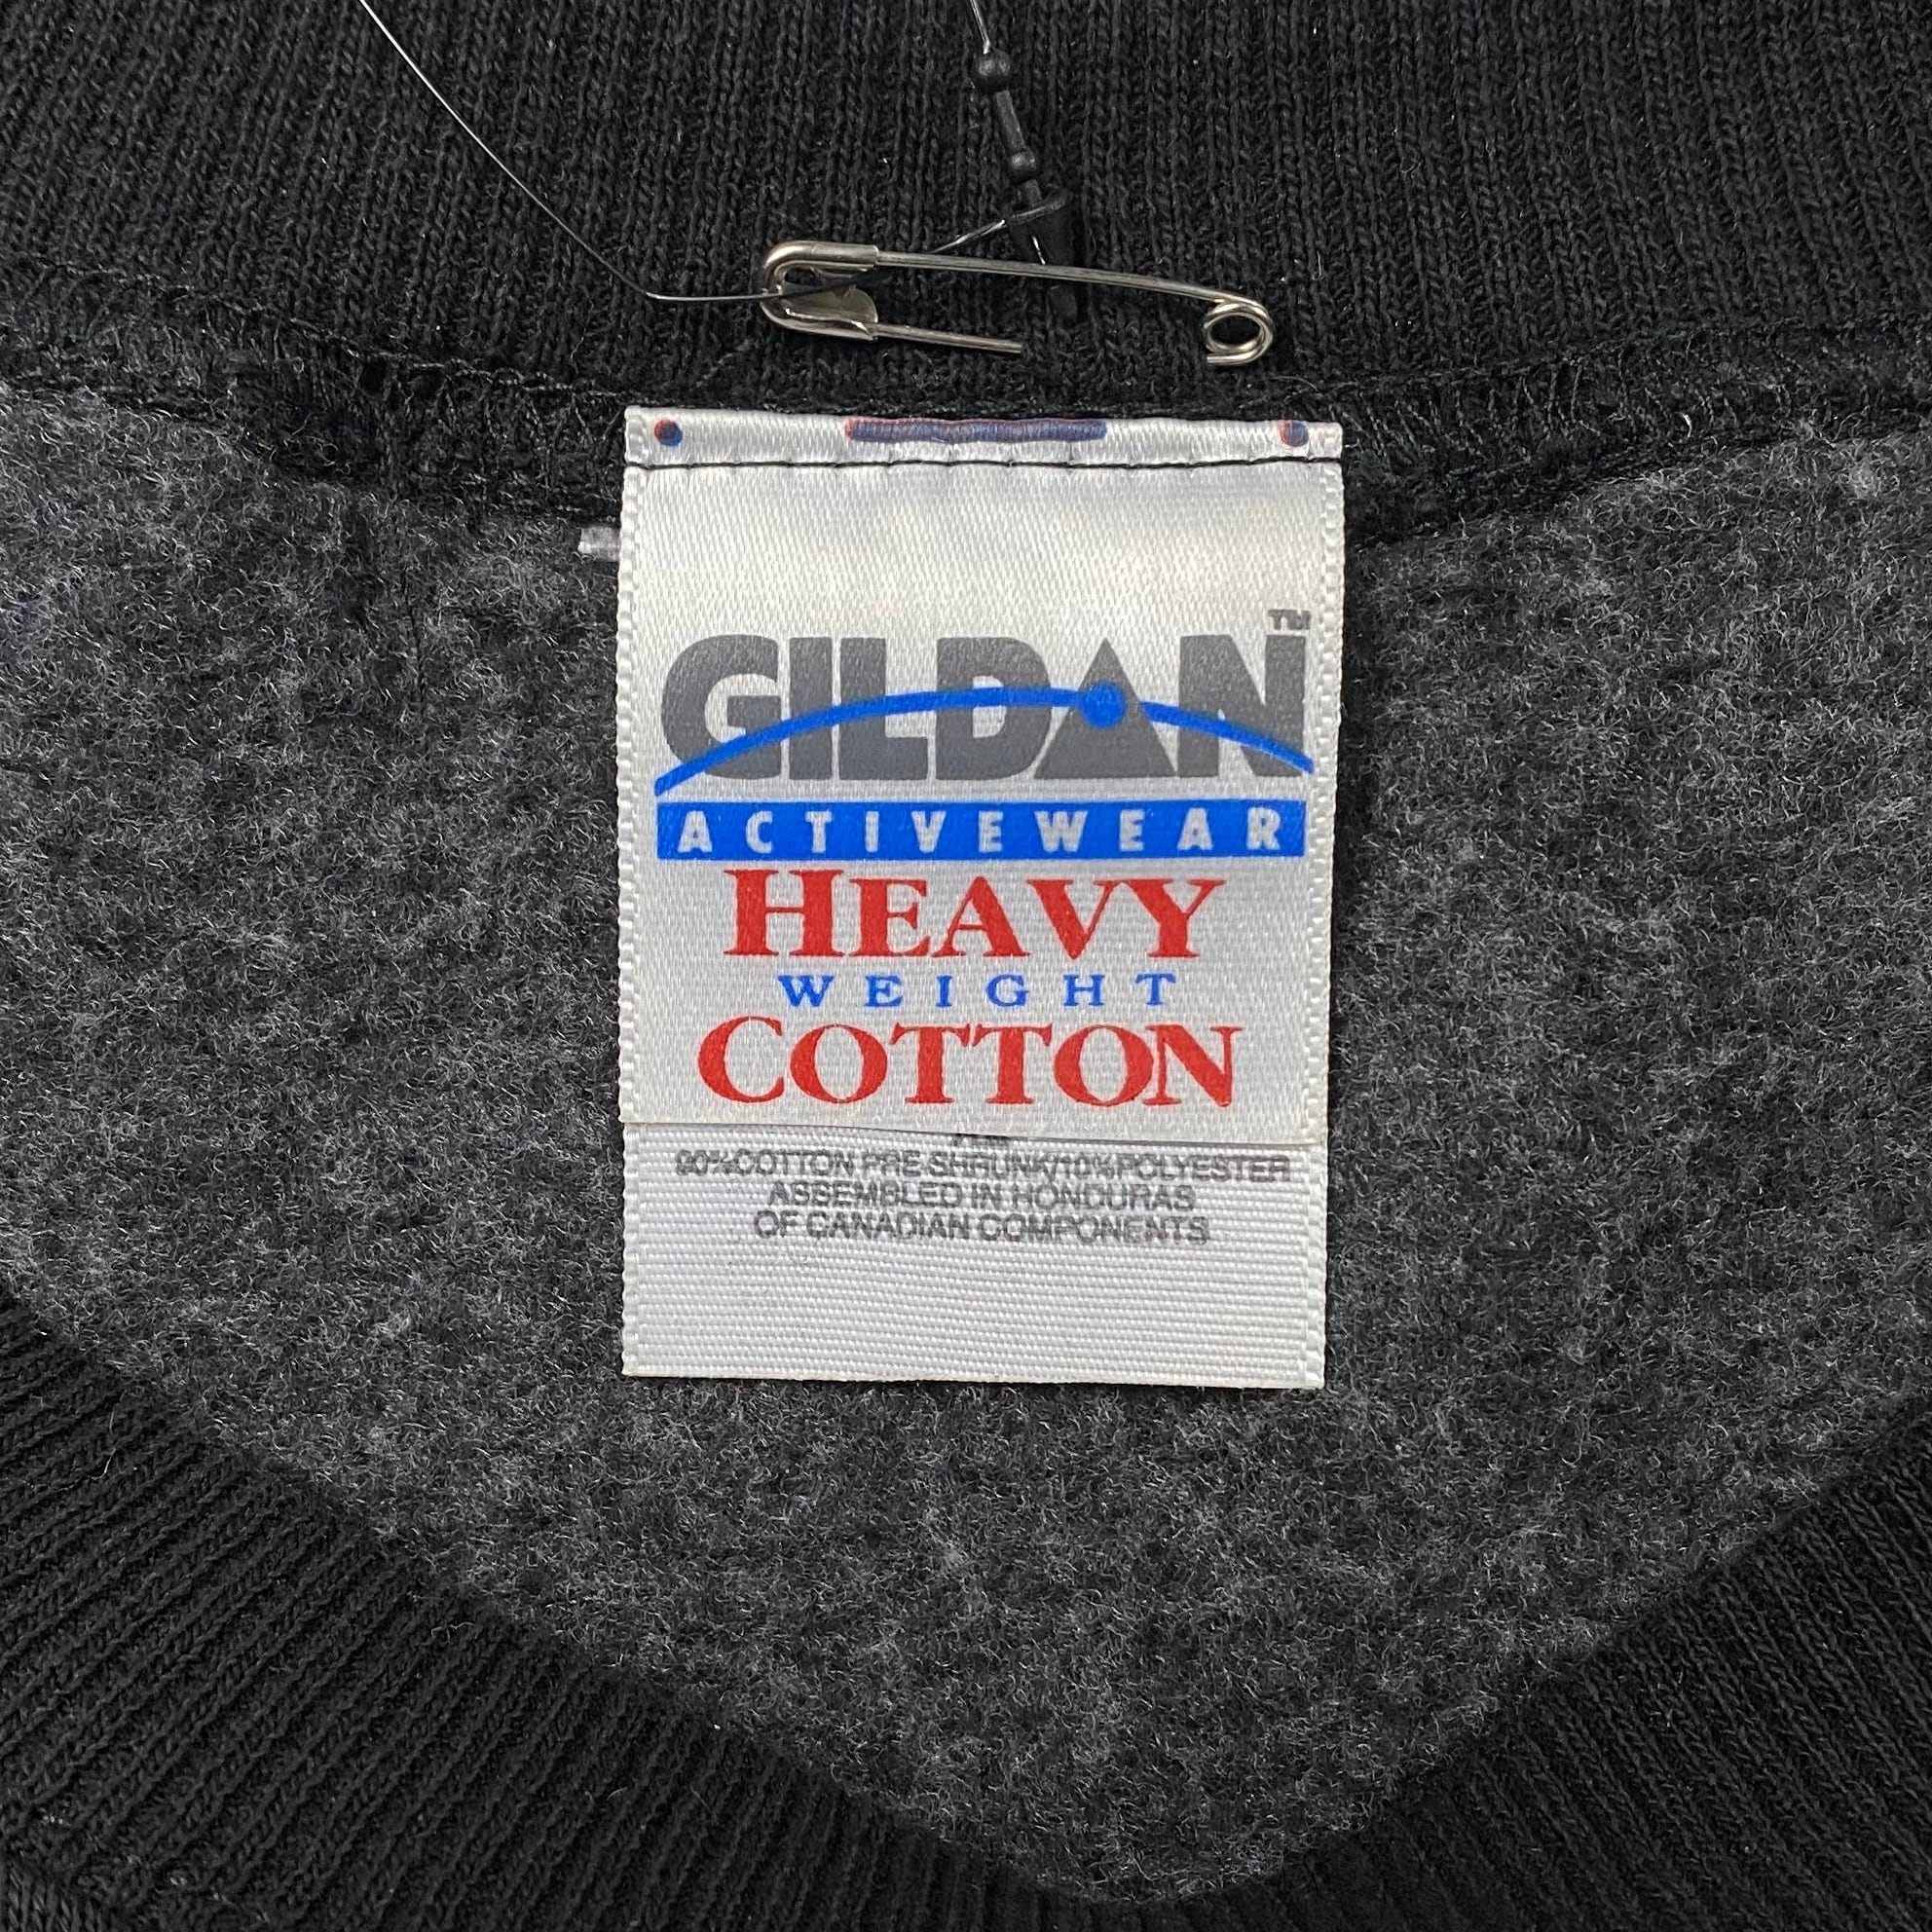 GILDAN™
ACTIVEWEAR
HEAVY
WEIGHT
COTTON
90%COTTON PRE-SHRUNK/10%POLYESTER
ASSEMBLED IN HONDURAS
OF CANADIAN COMPONENTS